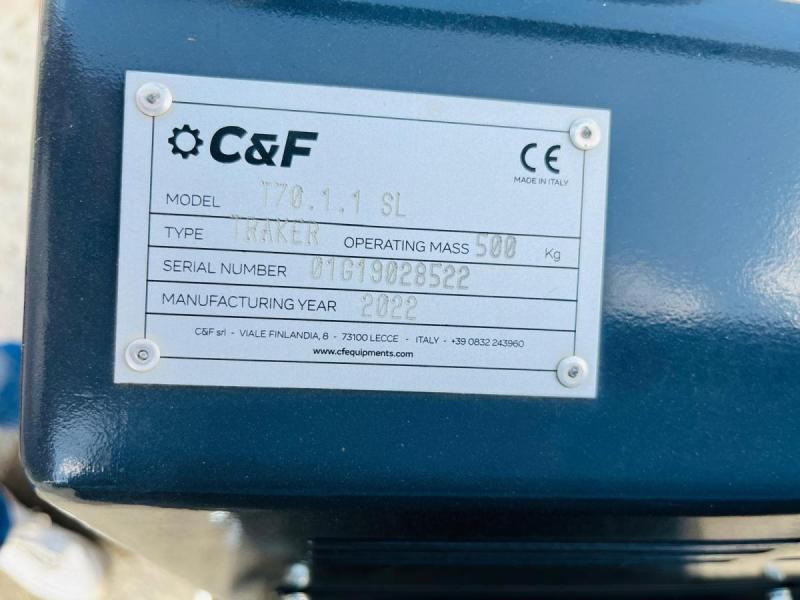 C&F
CE
MADE IN ITALY
MODEL T70.1.1 SL
TYPE TRAKER OPERATING MASS 500 Kg
SERIAL NUMBER 01G19028522
MANUFACTURING YEAR 2022
C&F srl - VIALE FINLANDIA, 8 - 73100 LECCE - ITALY - +39 0832 243960
www.cfequipments.com